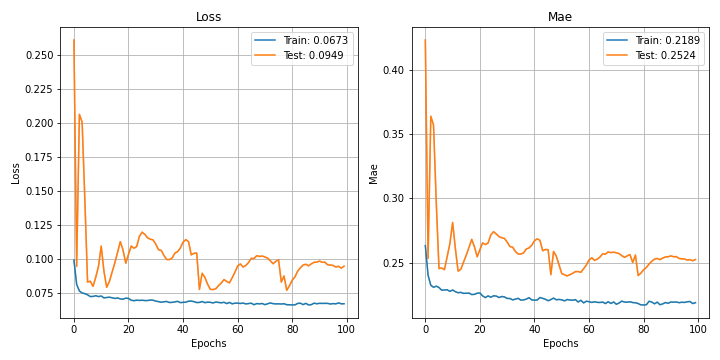 Loss
Train: 0.0673
Test: 0.0949
0.250
0.225
0.200
0.175
0.150
0.125
0.100
0.075
Loss
0
20
40
60
80
100
Epochs
Mae
Train: 0.2189
Test: 0.2524
0.40
0.35
0.30
0.25
Mae
0
20
40
60
80
100
Epochs